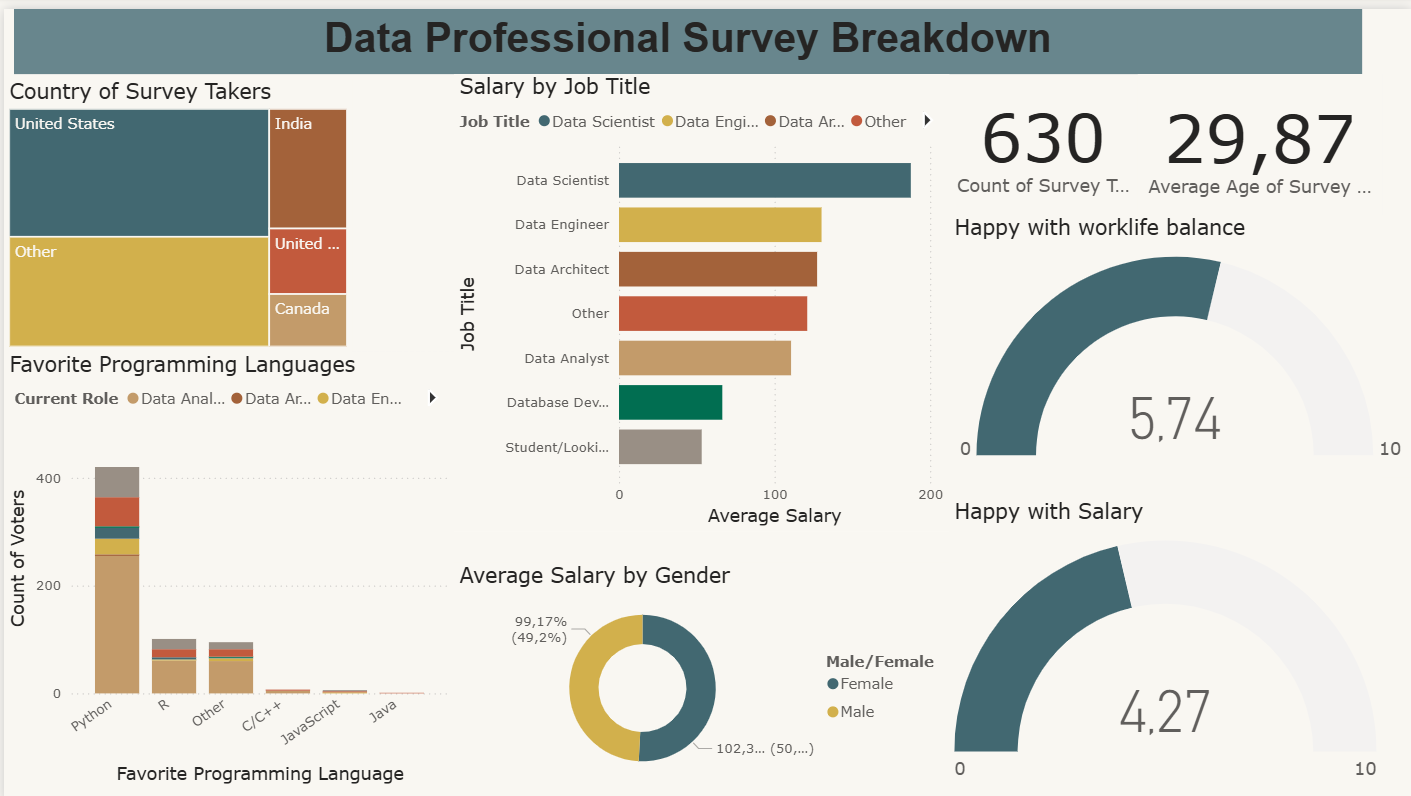 Data Professional Survey Breakdown
Country of Survey Takers
United States
India
Other
United ...
Canada
Favorite Programming Languages
Current Role Data Anal... Data Ar... Data En...
Count of Voters
400
200
0
Python
R
Other
C/C++
JavaScript
Java
Favorite Programming Language
Salary by Job Title
Job Title Data Scientist Data Engi... Data Ar... Other
Job Title
Data Scientist
Data Engineer
Data Architect
Other
Data Analyst
Database Dev...
Student/Looki...
0 100 200
Average Salary
Average Salary by Gender
99,17%
(49,2%)
102,3... (50,...)
Male/Female
Female
Male
630
Count of Survey T...
29,87
Average Age of Survey ...
Happy with worklife balance
5,74
0 10
Happy with Salary
4,27
0 10